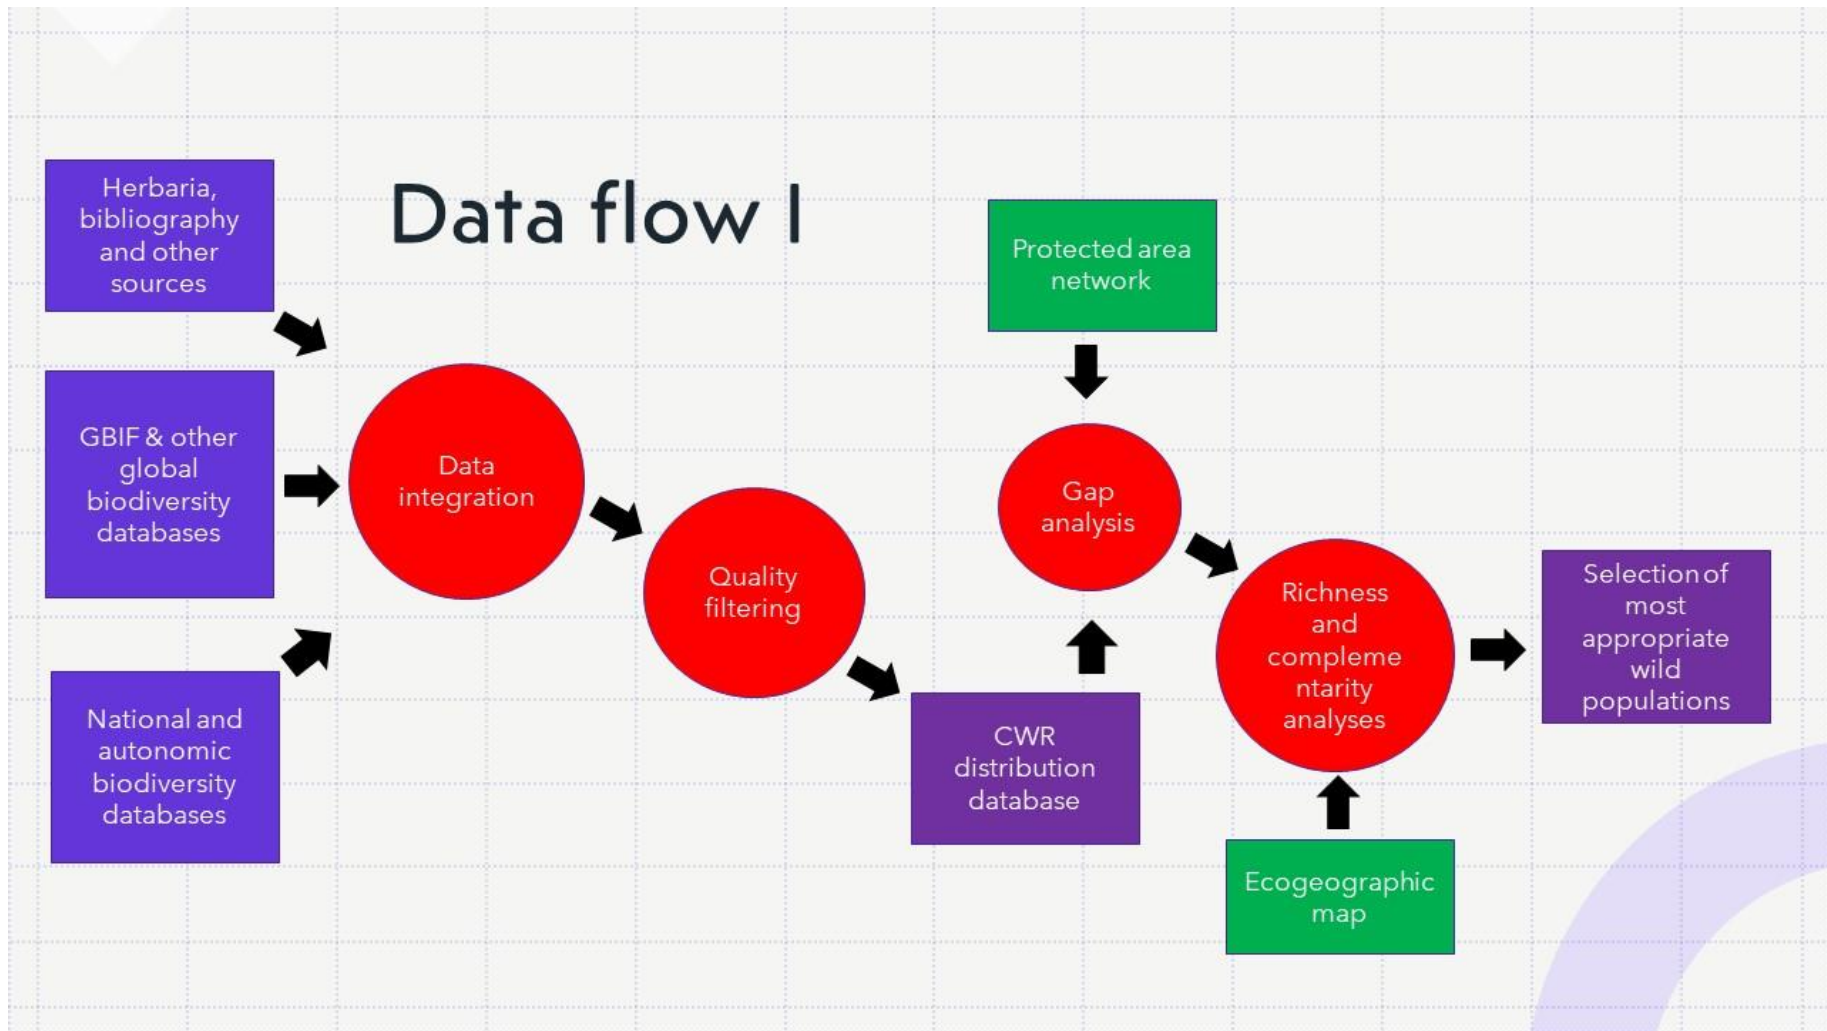 Data flow I
Herbaria,
bibliography
and other
sources
GBIF & other
global
biodiversity
databases
National and
autonomic
biodiversity
databases
Data
integration
Quality
filtering
CWR
distribution
database
Protected area
network
Gap
analysis
Richness
and
compleme
ntarity
analyses
Ecogeographic
map
Selection of
most
appropriate
wild
populations